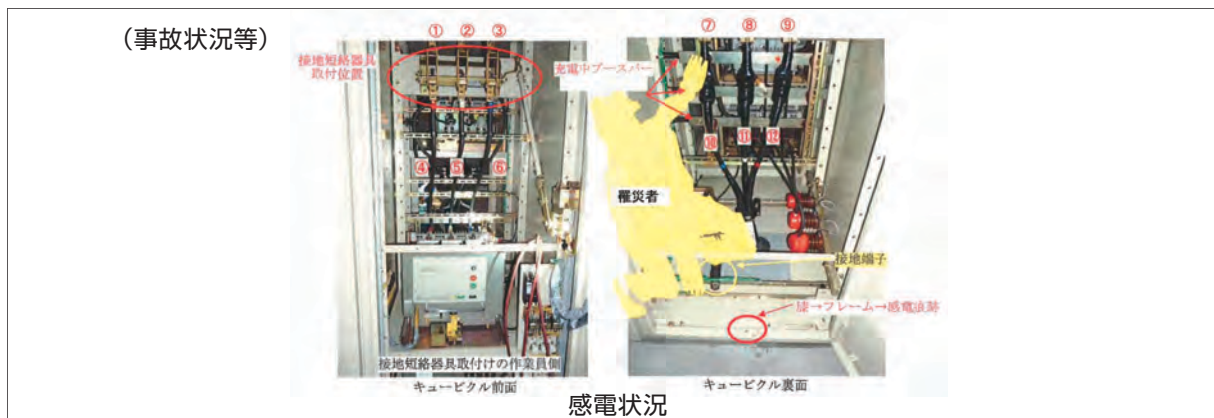 （事故状況等）
① ② ③
接地短絡器具
取付位置
④ ⑤ ⑥
接地短絡器具取付けの作業員側
キュービクル前面
⑦ ⑧ ⑨
充電中ブースバー
⑩ ⑪ ⑫
罹災者
接地端子
膝→フレーム→感電痕跡
キュービクル裏面
感電状況